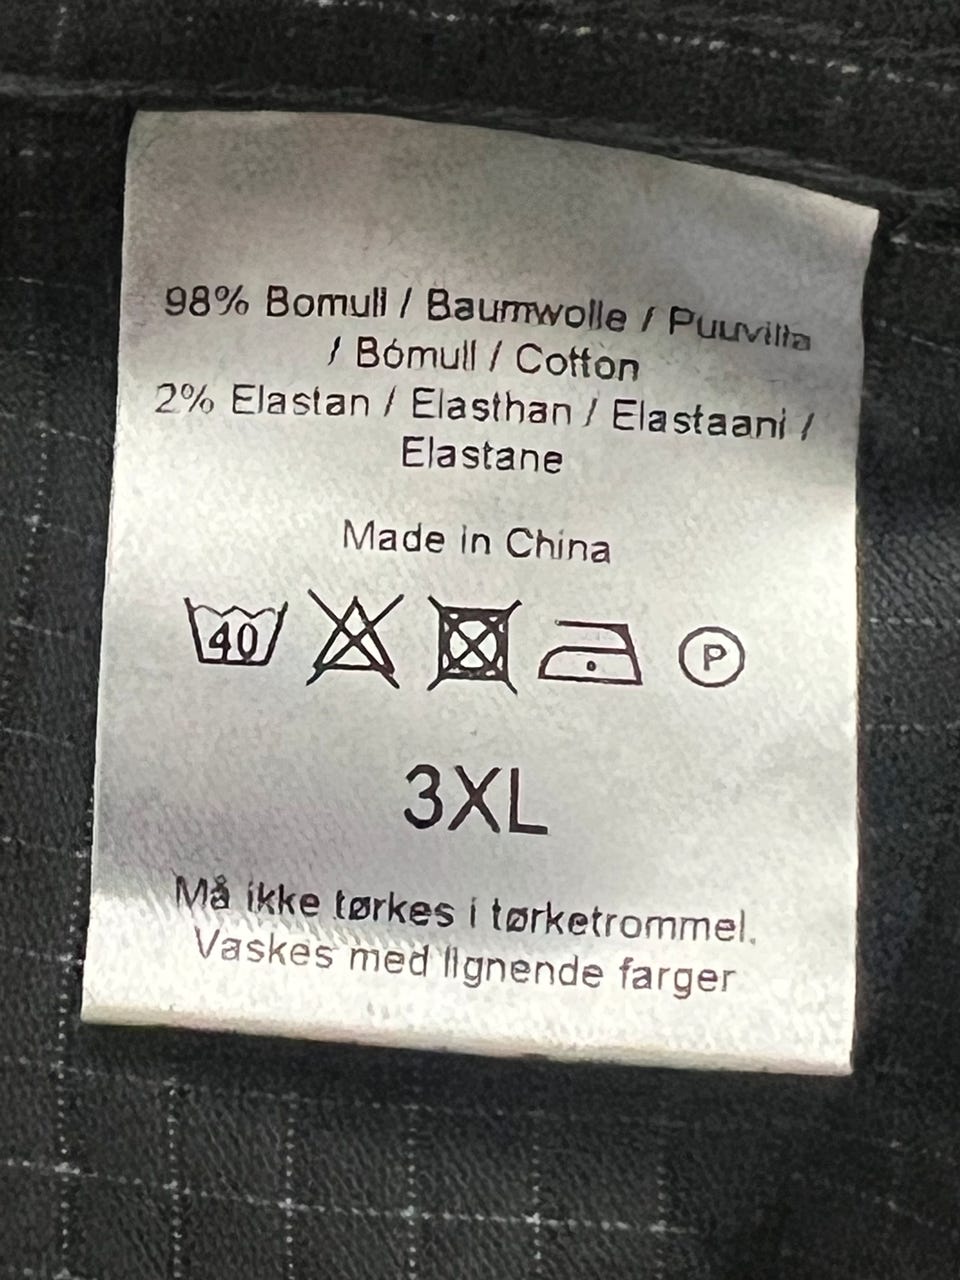 98% Bomull / Baumwolle / Puuvilla
/ Bómull / Cotton
2% Elastan / Elasthan / Elastaani /
Elastane
Made in China
40
P
3XL
Må ikke tørkes i tørketrommel.
Vaskes med lignende farger